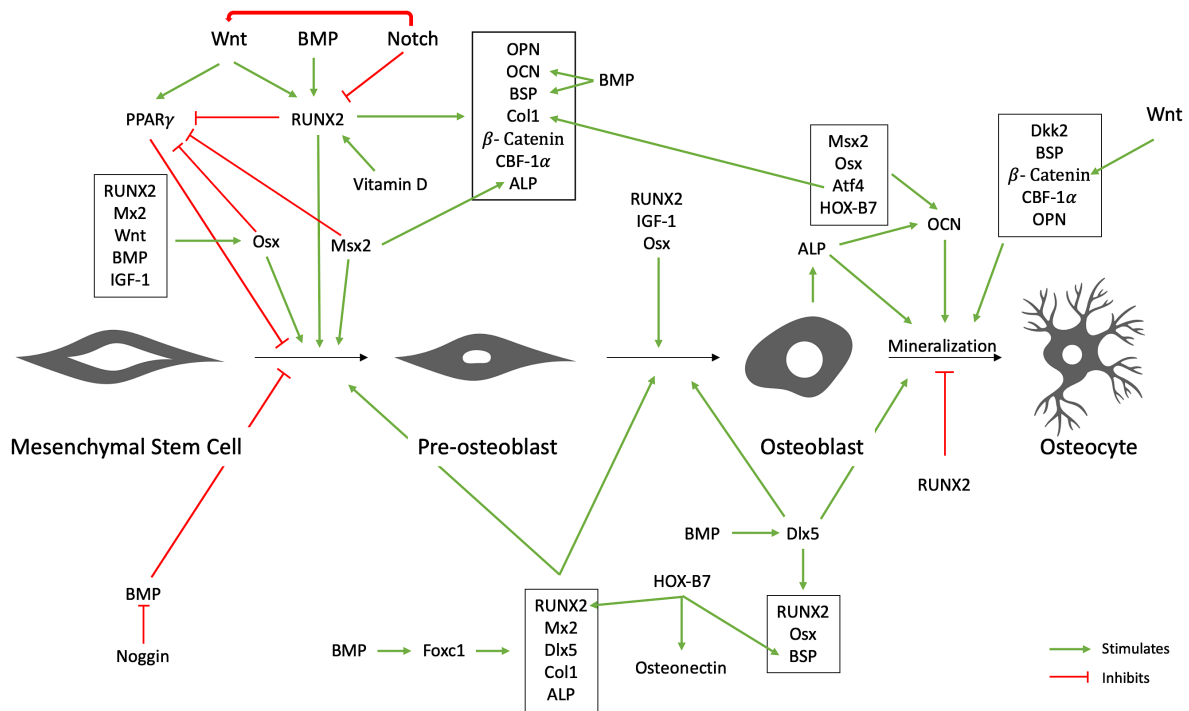 Wnt
BMP
Notch
PPARγ
RUNX2
Vitamin D
OPN
OCN
BSP
Col1
β- Catenin
CBF-1α
ALP
BMP
RUNX2
Mx2
Wnt
BMP
IGF-1
Osx
Msx2
RUNX2
IGF-1
Osx
Msx2
Osx
Atf4
HOX-B7
ALP
OCN
Dkk2
BSP
β- Catenin
CBF-1α
OPN
Wnt
Mineralization
Mesenchymal Stem Cell
Pre-osteoblast
Osteoblast
Osteocyte
RUNX2
BMP
Dlx5
BMP
Noggin
BMP
Foxc1
RUNX2
Mx2
Dlx5
Col1
ALP
HOX-B7
Osteonectin
RUNX2
Osx
BSP
Stimulates
Inhibits